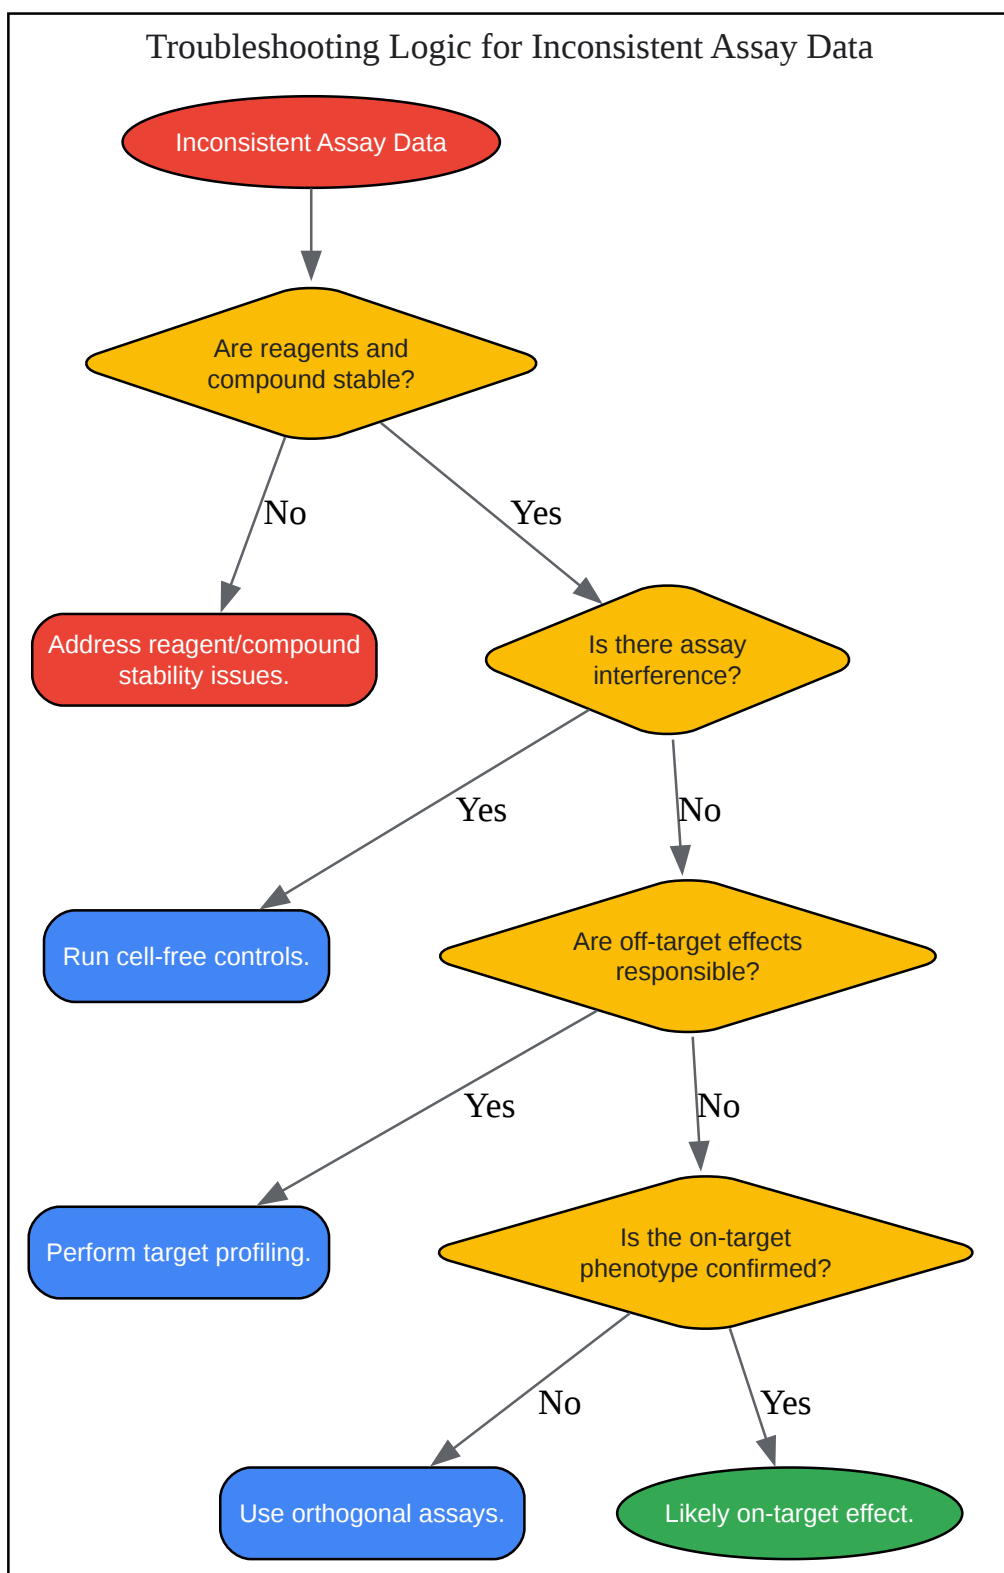 Troubleshooting Logic for Inconsistent Assay Data
Inconsistent Assay Data
Are reagents and
compound stable?
No
Yes
Address reagent/compound
stability issues.
Is there assay
interference?
Yes
No
Run cell-free controls.
Are off-target effects
responsible?
Yes
No
Perform target profiling.
Is the on-target
phenotype confirmed?
No
Yes
Use orthogonal assays.
Likely on-target effect.